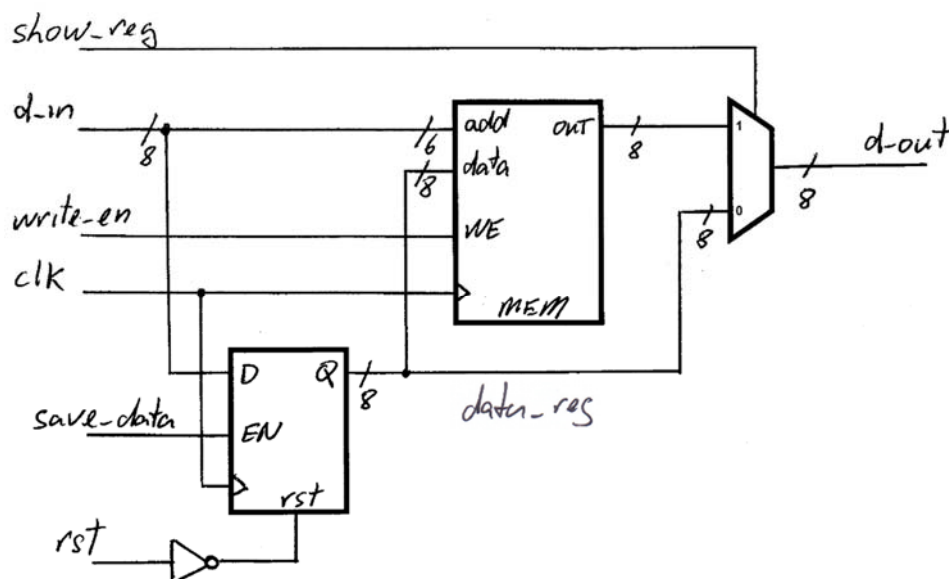 show_reg
d_in
8
6
add
out
8
1
d_out
8
data
8
write_en
WE
0
8
clk
MEM
D
Q
8
data_reg
save_data
EN
rst
rst